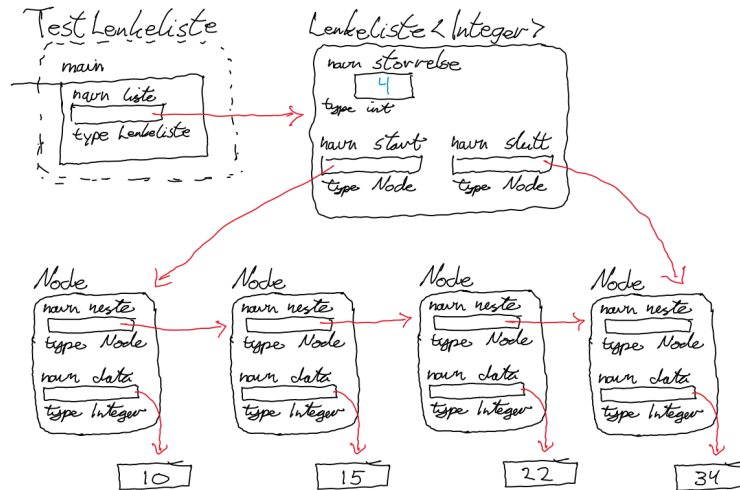 TestLenkeliste
Lenkeliste<Integer>
main
navn liste
type Lenkeliste
navn storrelse
4
type int
navn start
type Node
navn slutt
type Node
Node
navn neste
type Node
navn data
type Integer
10
Node
navn neste
type Node
navn data
type Integer
15
Node
navn neste
type Node
navn data
type Integer
22
Node
navn neste
type Node
navn data
type Integer
34